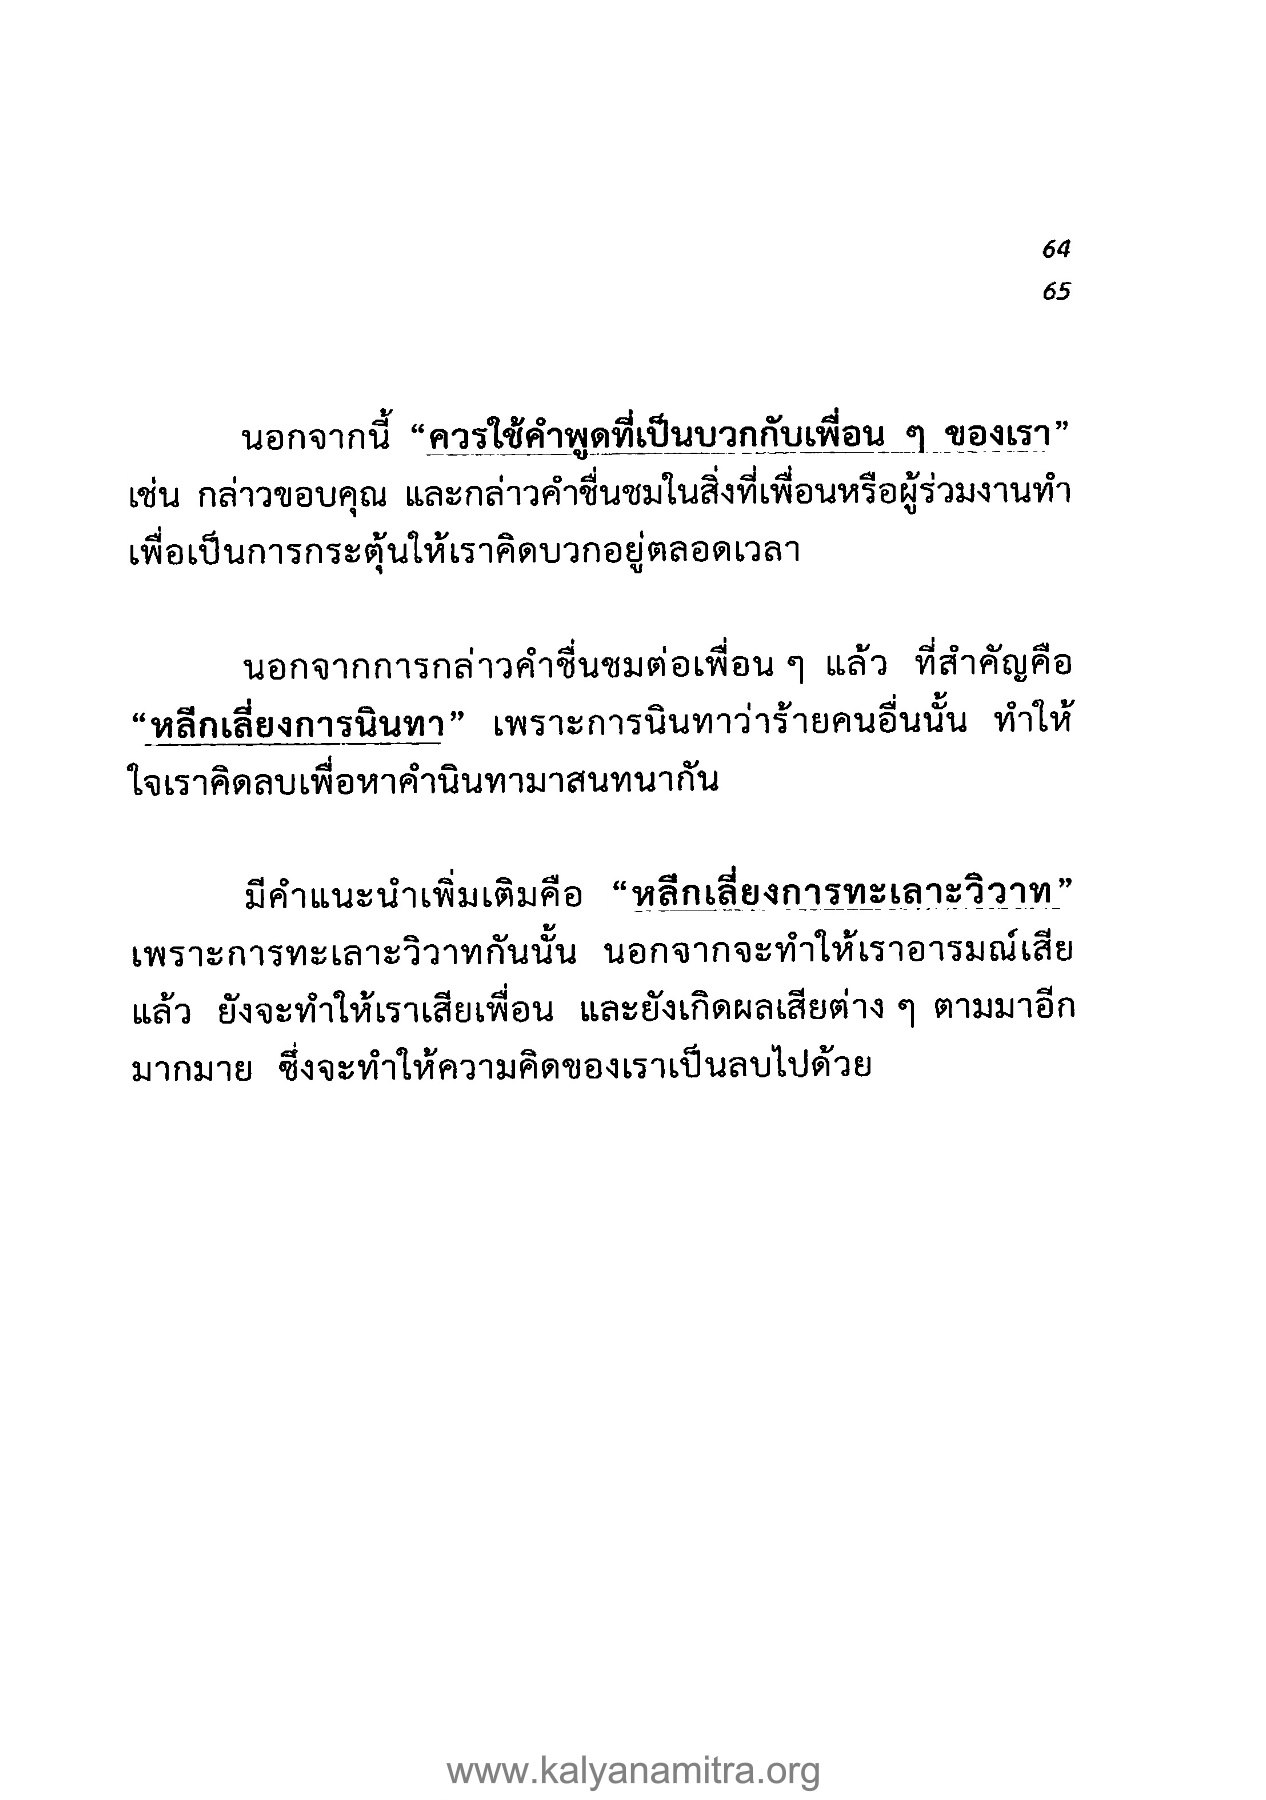 64
65
นอกจากนี้ “ควรใช้คำพูดที่เป็นบวกกับเพื่อน ๆ ของเรา”
เช่น กล่าวขอบคุณ และกล่าวคำชื่นชมในสิ่งที่เพื่อนหรือผู้ร่วมงานทำ
เพื่อเป็นการกระตุ้นให้เราคิดบวกอยู่ตลอดเวลา
นอกจากการกล่าวคำชื่นชมต่อเพื่อน ๆ แล้ว ที่สำคัญคือ
“หลีกเลี่ยงการนินทา” เพราะการนินทาว่าร้ายคนอื่นนั้น ทำให้
ใจเราคิดลบเพื่อหาคำนินทามาสนทนากัน
มีคำแนะนำเพิ่มเติมคือ “หลีกเลี่ยงการทะเลาะวิวาท”
เพราะการทะเลาะวิวาทกันนั้น นอกจากจะทำให้เราอารมณ์เสีย
แล้ว ยังจะทำให้เราเสียเพื่อน และยังเกิดผลเสียต่าง ๆ ตามมาอีก
มากมาย ซึ่งจะทำให้ความคิดของเราเป็นลบไปด้วย
www.kalyanamitra.org